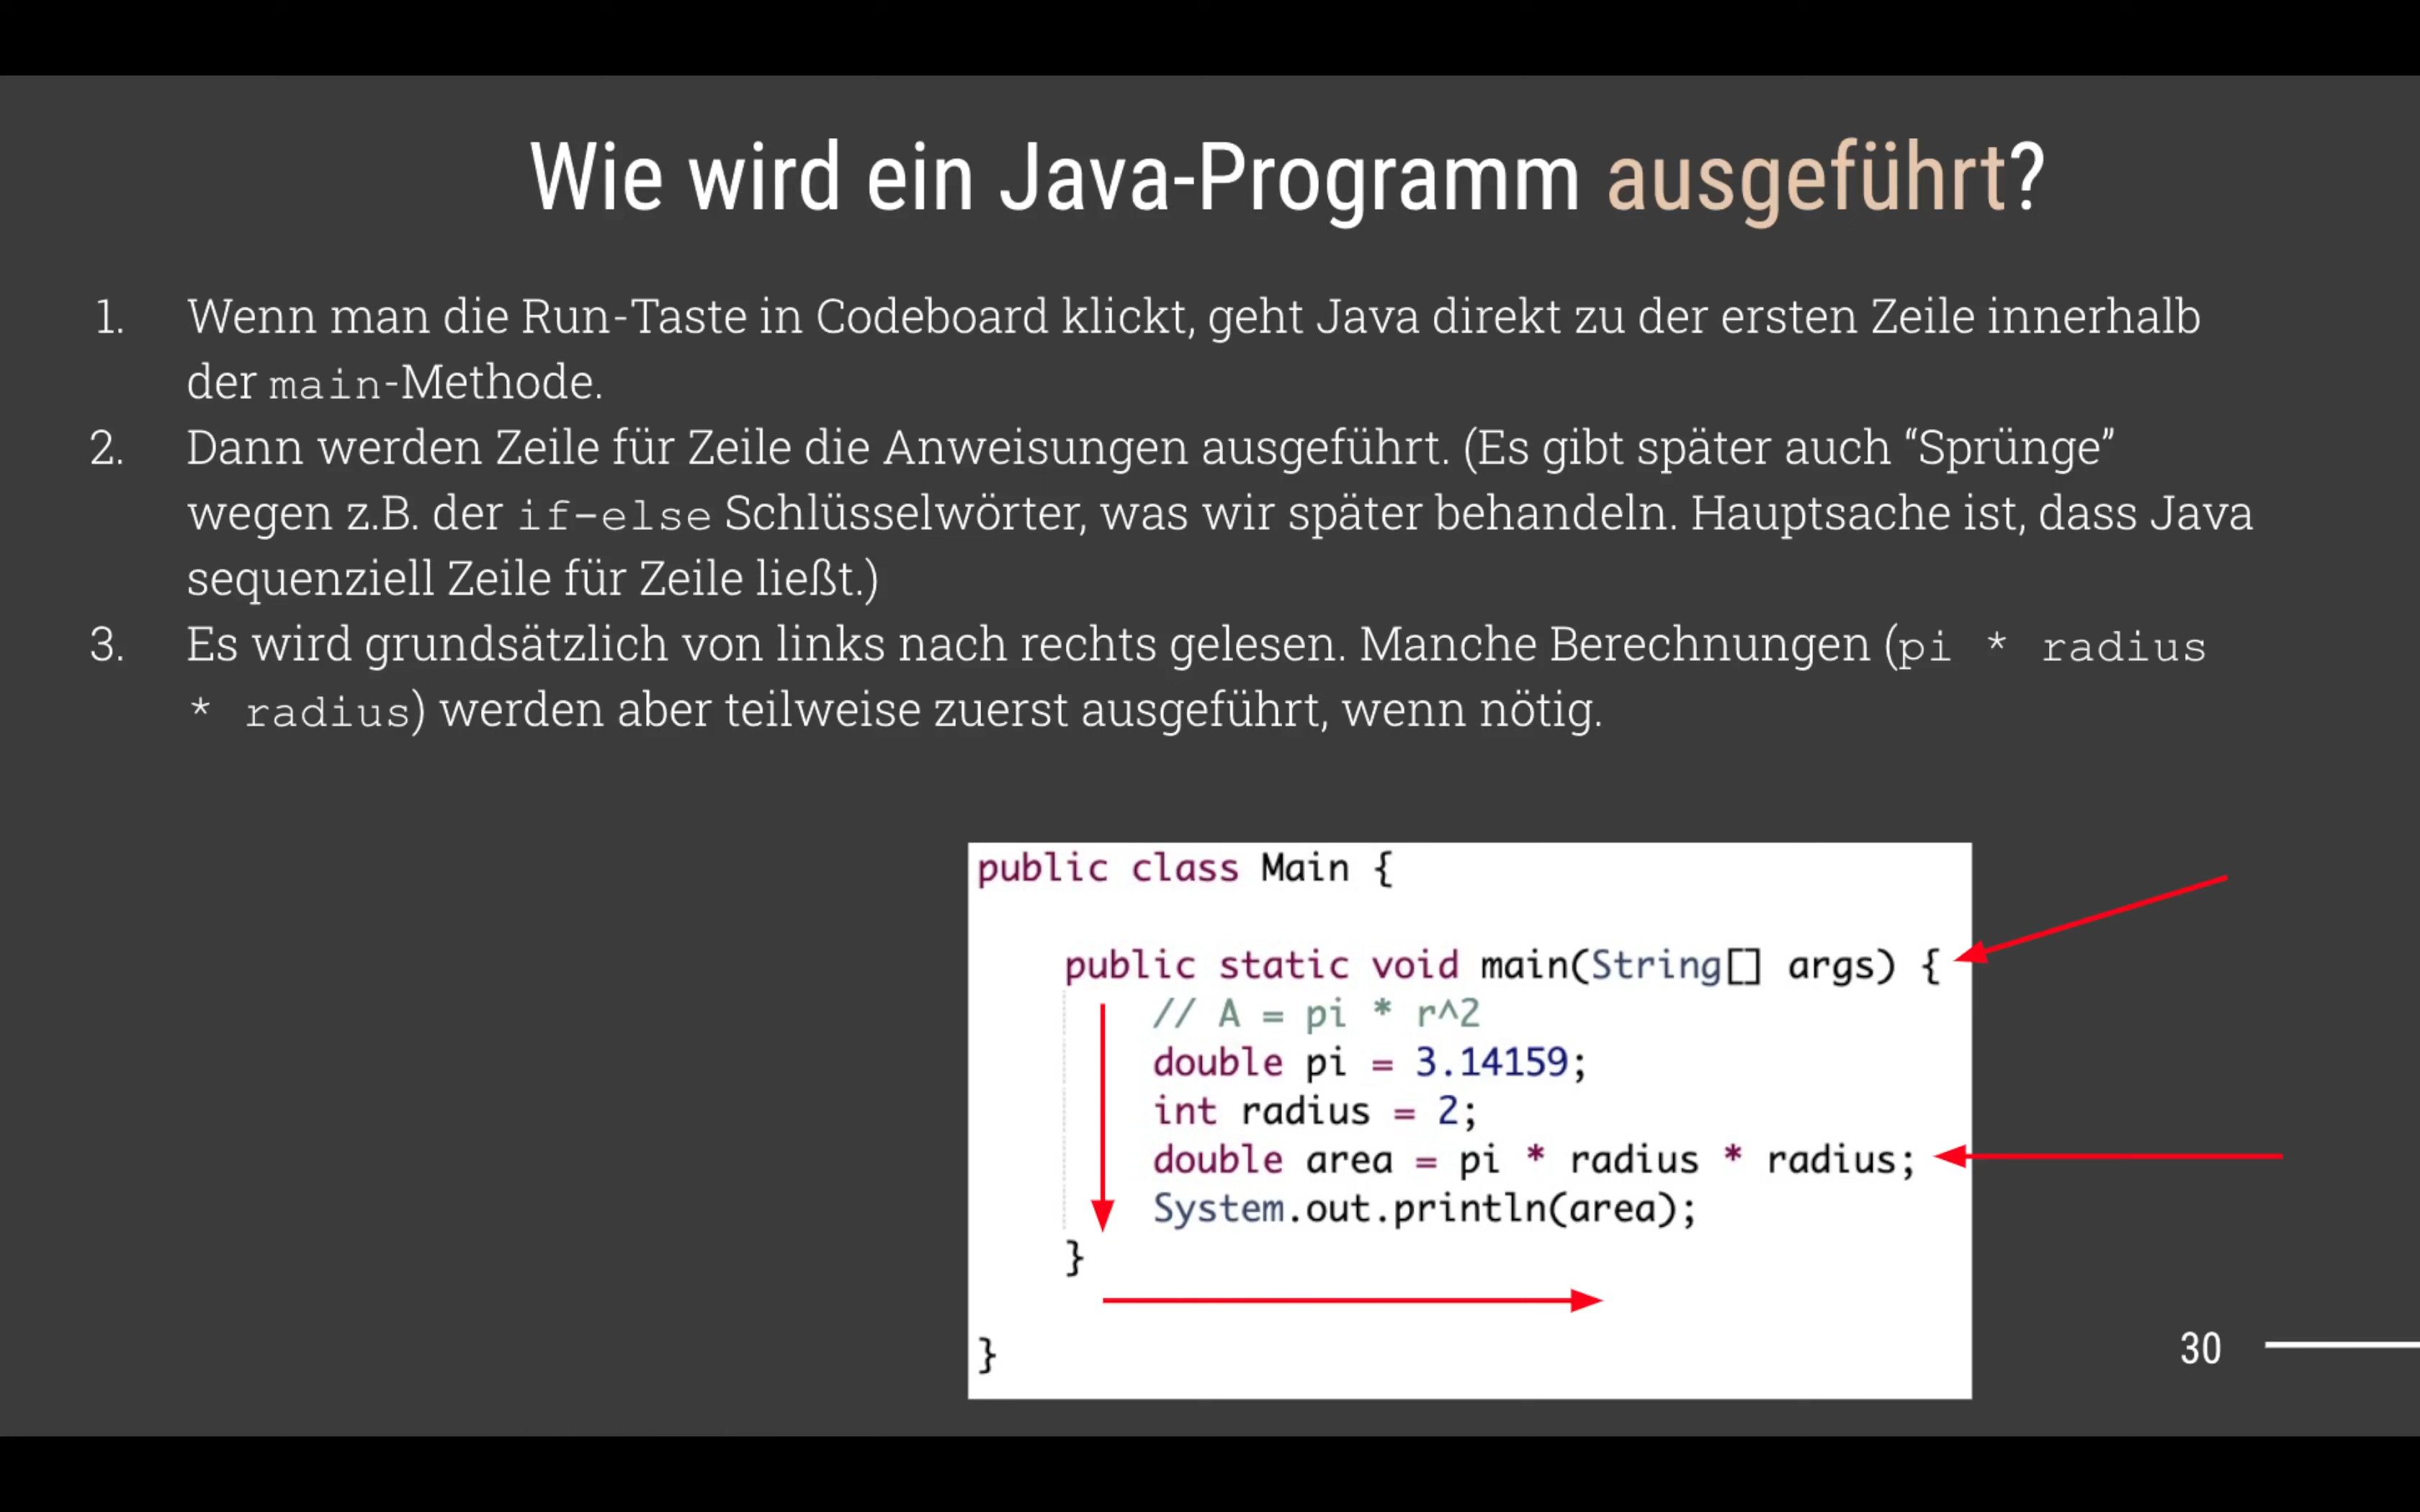 Wie wird ein Java-Programm ausgeführt?
1. Wenn man die Run-Taste in Codeboard klickt, geht Java direkt zu der ersten Zeile innerhalb
der main-Methode.
2. Dann werden Zeile für Zeile die Anweisungen ausgeführt. (Es gibt später auch “Sprünge”
wegen z.B. der if-else Schlüsselwörter, was wir später behandeln. Hauptsache ist, dass Java
sequenziell Zeile für Zeile ließt.)
3. Es wird grundsätzlich von links nach rechts gelesen. Manche Berechnungen (pi * radius
* radius) werden aber teilweise zuerst ausgeführt, wenn nötig.
public class Main {
public static void main(String[] args) {
// A = pi * r^2
double pi = 3.14159;
int radius = 2;
double area = pi * radius * radius;
System.out.println(area);
}
}
30